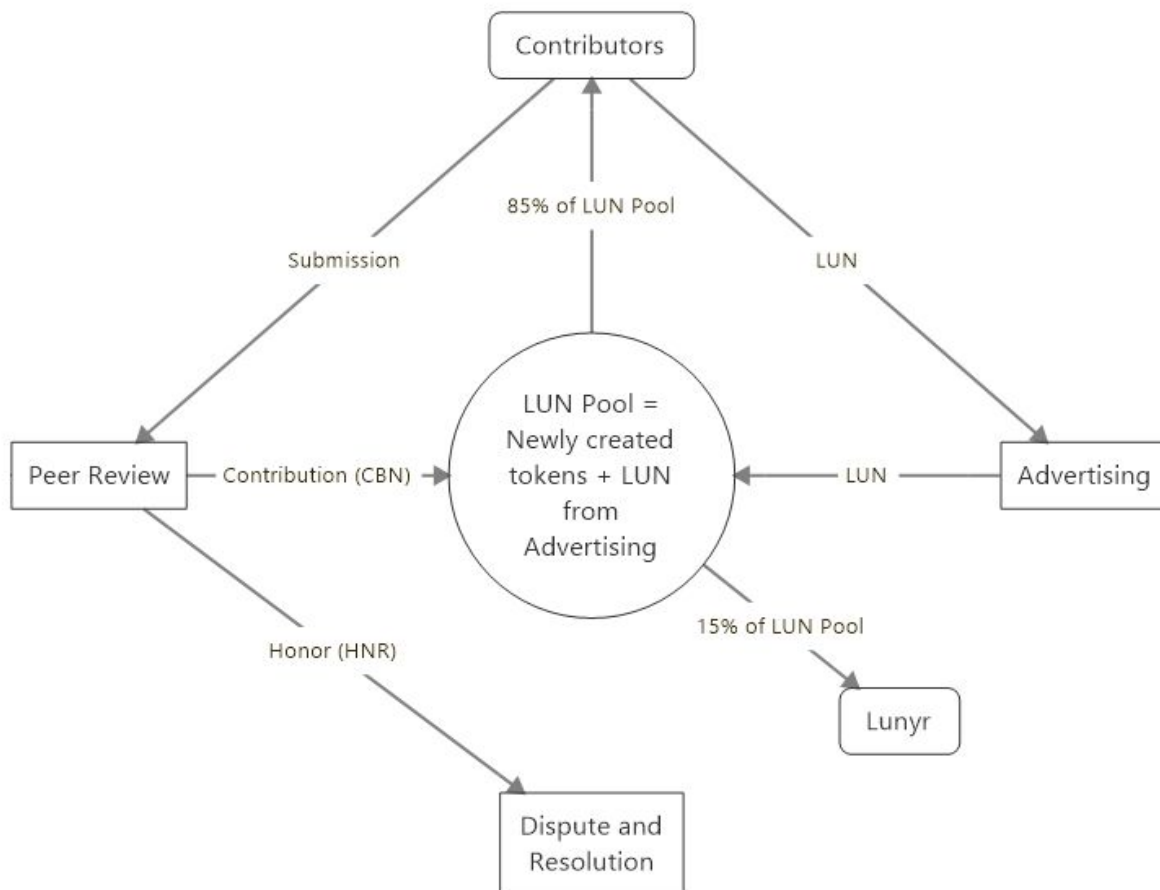 Contributors
85% of LUN Pool
Submission
LUN
LUN Pool =
Newly created
tokens + LUN
from
Advertising
Peer Review
Contribution (CBN)
LUN
Advertising
15% of LUN Pool
Honor (HNR)
Lunyr
Dispute and
Resolution